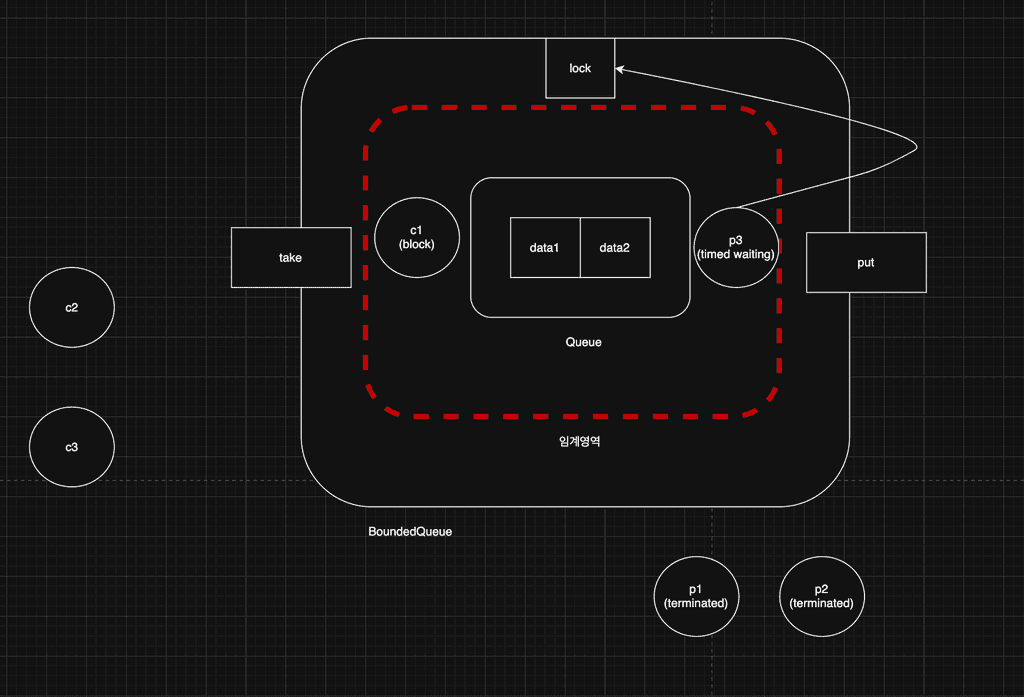 lock
c1
(block)
data1
data2
p3
(timed waiting)
take
put
c2
Queue
임계영역
c3
BoundedQueue
p1
(terminated)
p2
(terminated)